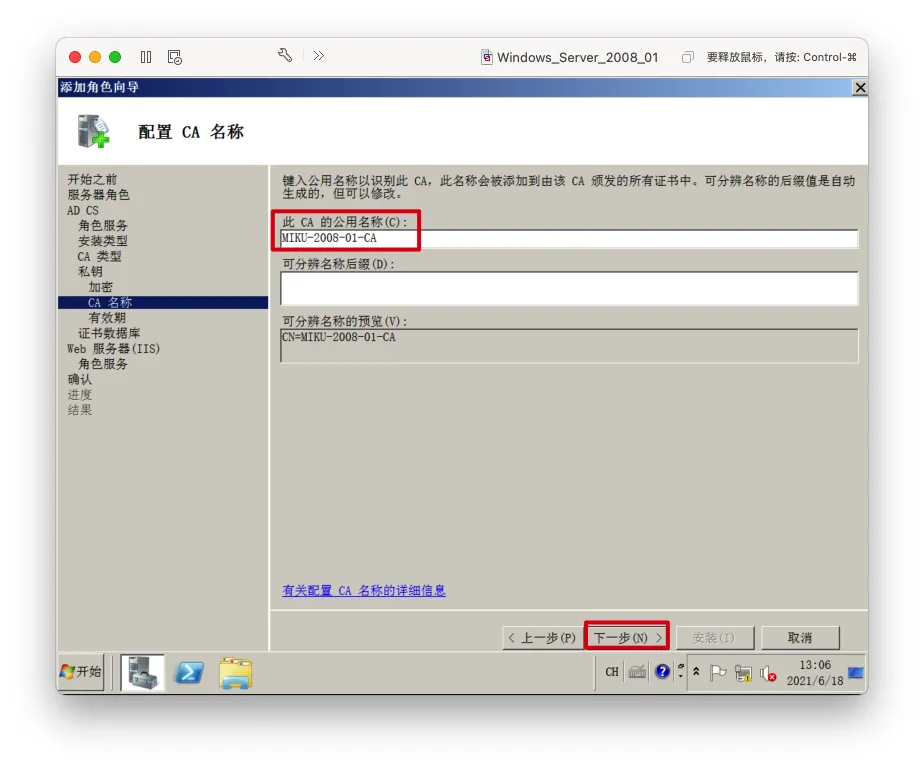 Windows_Server_2008_01
要释放鼠标，请按: Control-⌘
添加角色向导
配置 CA 名称
开始之前
服务器角色
AD CS
角色服务
安装类型
CA 类型
私钥
加密
CA 名称
有效期
证书数据库
Web 服务器(IIS)
角色服务
确认
进度
结果
键入公用名称以识别此 CA，此名称会被添加到由该 CA 颁发的所有证书中。可分辨名称的后缀值是自动
生成的，但可以修改。
此 CA 的公用名称(C):
MIKU-2008-01-CA
可分辨名称后缀(D):
可分辨名称的预览(V):
CN=MIKU-2008-01-CA
有关配置 CA 名称的详细信息
< 上一步(P)
下一步(N) >
安装(I)
取消
开始
CH
13:06
2021/6/18